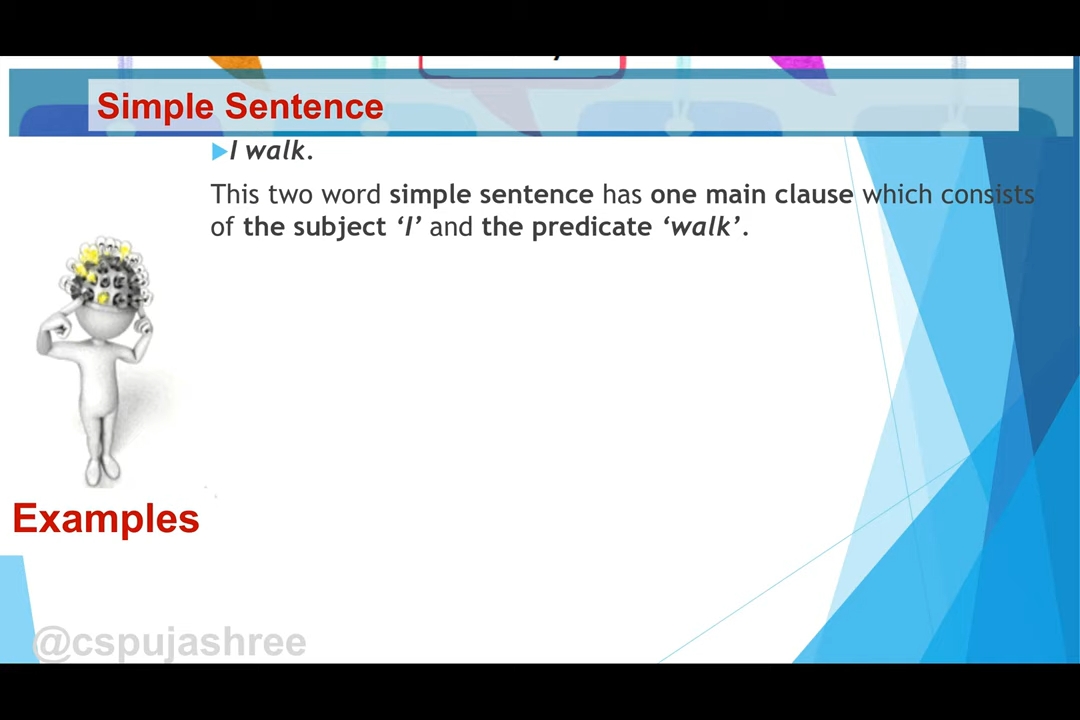 Simple Sentence
I walk.
This two word simple sentence has one main clause which consists
of the subject ‘I’ and the predicate ‘walk’.
Examples
@cspujashree